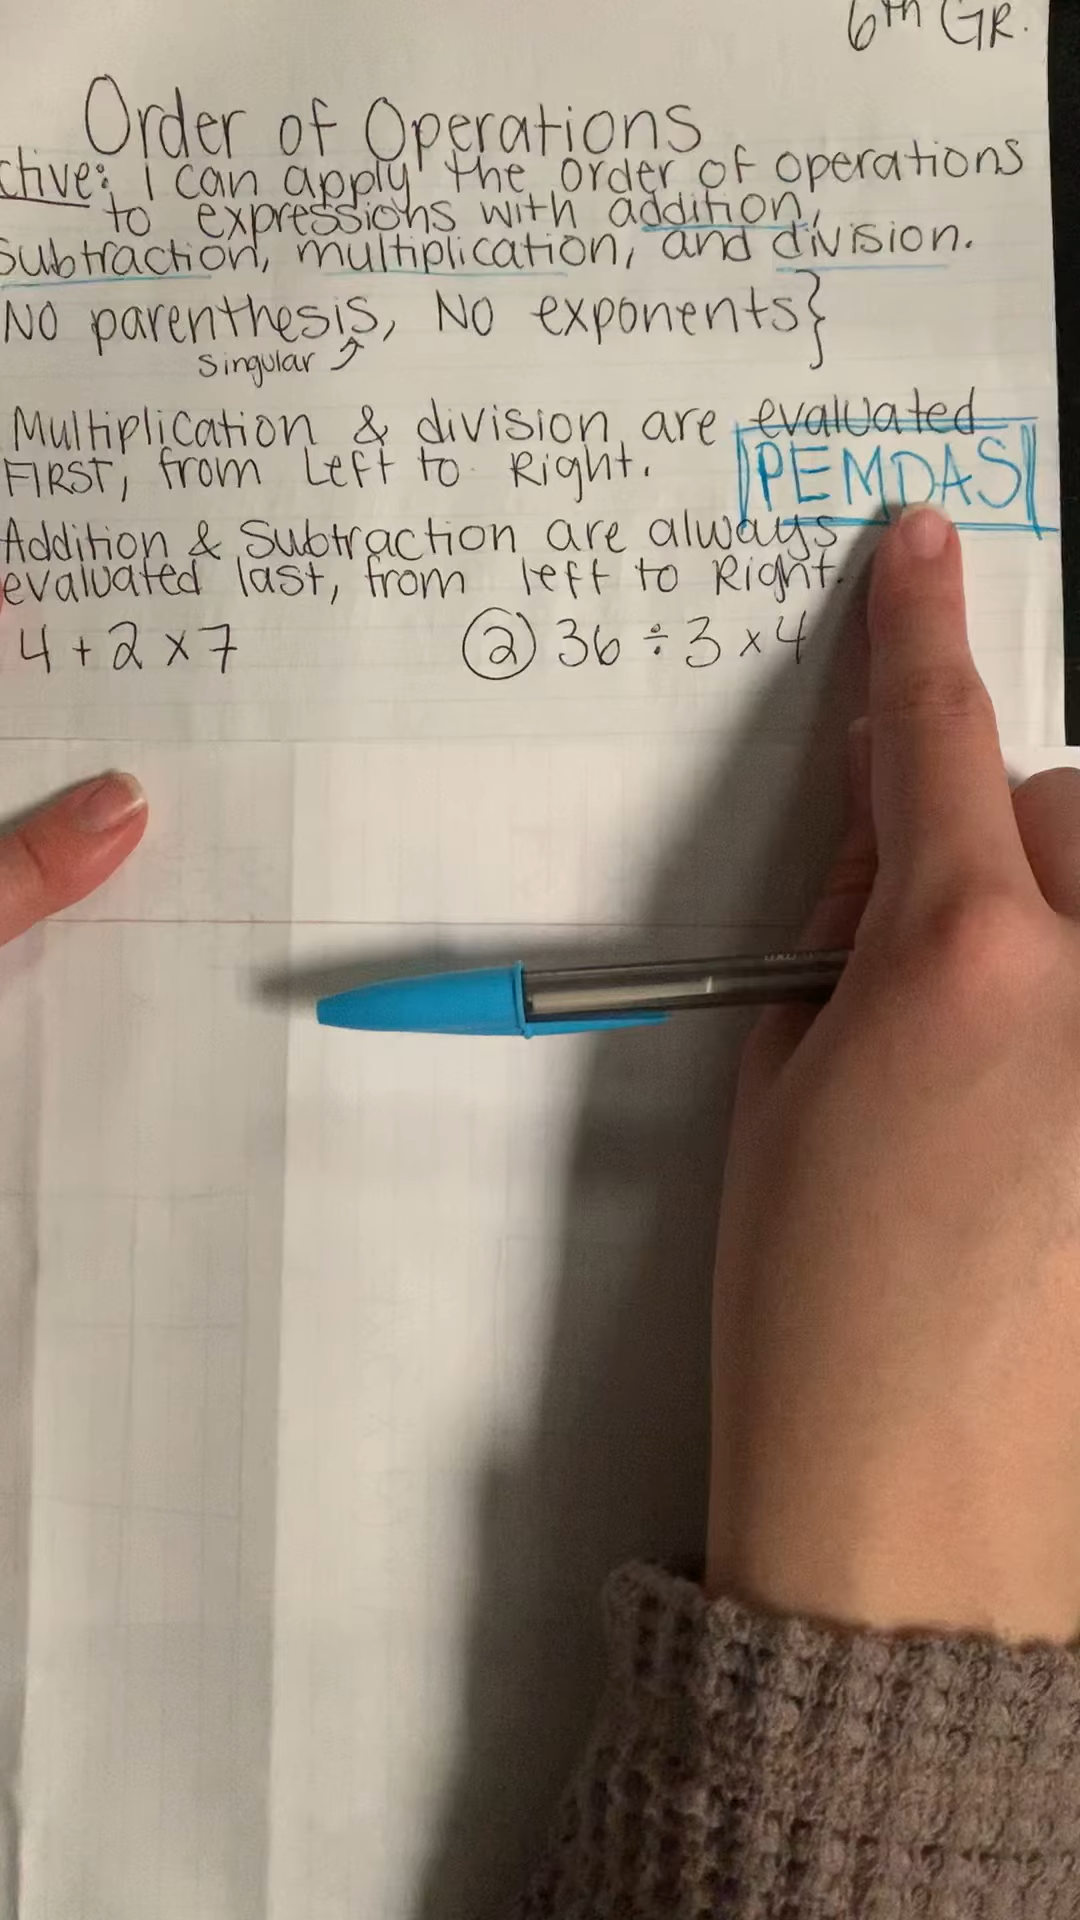 6th GR.
Order of Operations
ctive: I can apply the order of operations
to expressions with addition,
subtraction, multiplication, and division.
NO parenthesis, NO exponents}
singular
Multiplication & division are evaluated
FIRST, from Left to Right.
PEMDAS
Addition & Subtraction are always
evaluated last, from left to Right.
4 + 2 x 7
2 36 ÷ 3 x 4